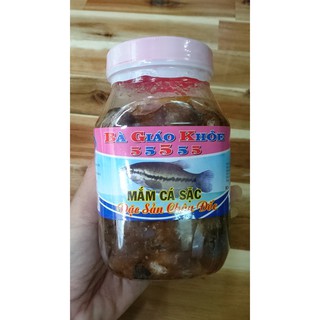 BÀ GIÁO KHỎE
55555
MẮM CÁ SẶC
Đặc Sản Châu Đốc